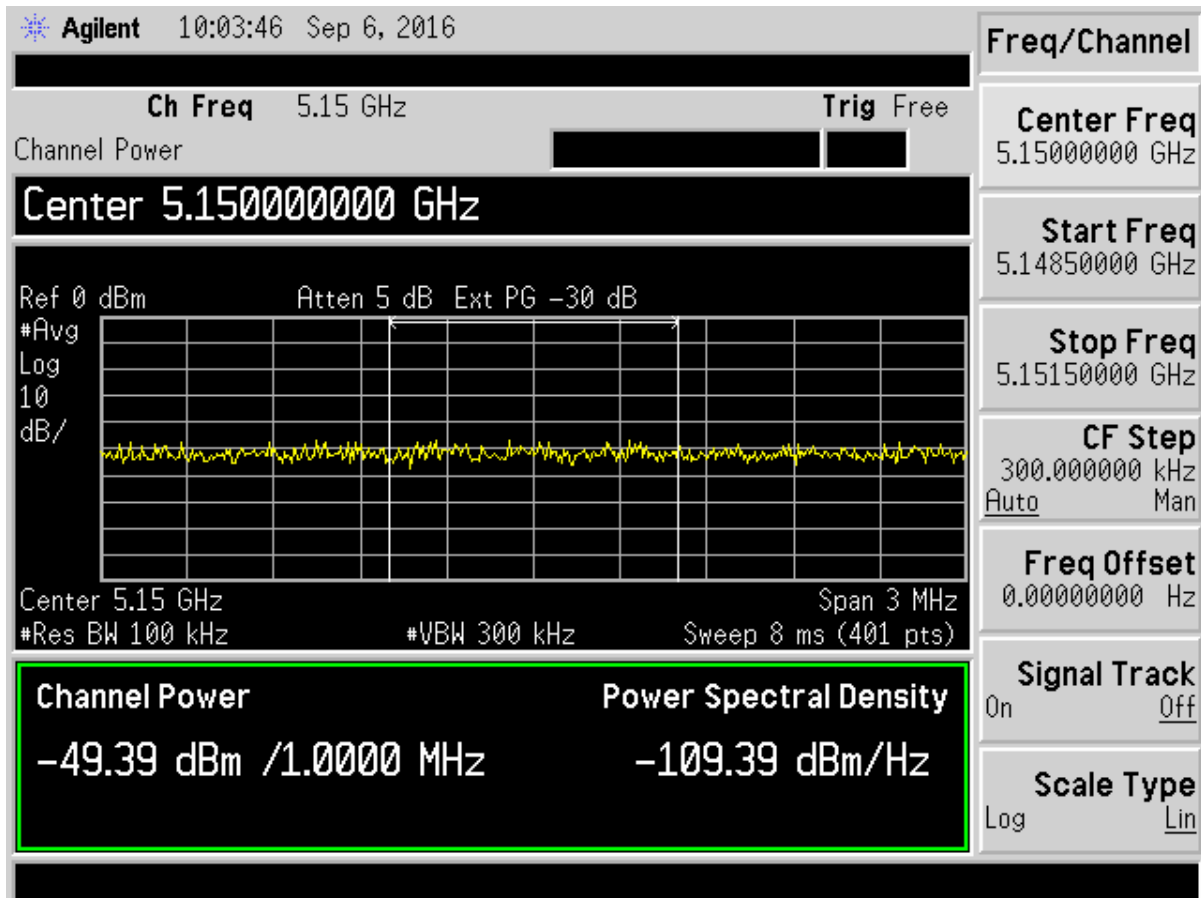 Agilent 10:03:46 Sep 6, 2016
Ch Freq 5.15 GHz Trig Free
Channel Power
Center 5.150000000 GHz
Ref 0 dBm Atten 5 dB Ext PG -30 dB
#Avg
Log
10
dB/
Center 5.15 GHz Span 3 MHz
#Res BW 100 kHz #VBW 300 kHz Sweep 8 ms (401 pts)
Channel Power Power Spectral Density
-49.39 dBm /1.0000 MHz -109.39 dBm/Hz
Freq/Channel
Center Freq
5.15000000 GHz
Start Freq
5.14850000 GHz
Stop Freq
5.15150000 GHz
CF Step
300.000000 kHz
Auto Man
Freq Offset
0.00000000 Hz
Signal Track
On Off
Scale Type
Log Lin